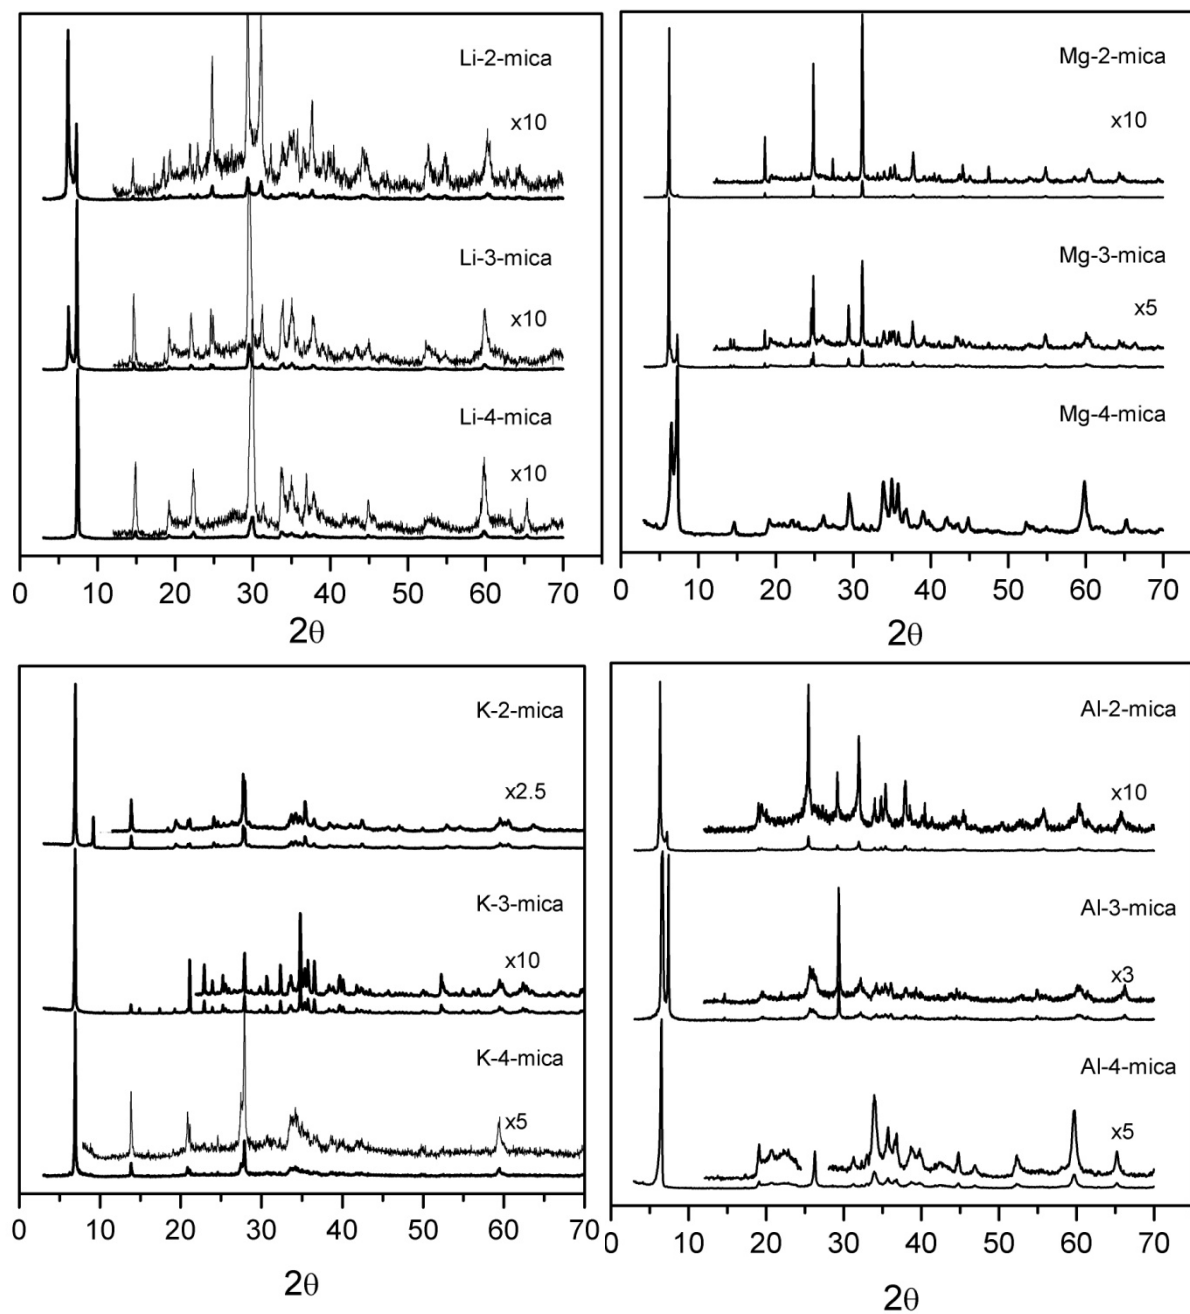 Li-2-mica
x10
Li-3-mica
x10
Li-4-mica
x10
0 10 20 30 40 50 60 70
2θ
Mg-2-mica
x10
Mg-3-mica
x5
Mg-4-mica
0 10 20 30 40 50 60 70
2θ
K-2-mica
x2.5
K-3-mica
x10
K-4-mica
x5
0 10 20 30 40 50 60 70
2θ
Al-2-mica
x10
Al-3-mica
x3
Al-4-mica
x5
0 10 20 30 40 50 60 70
2θ